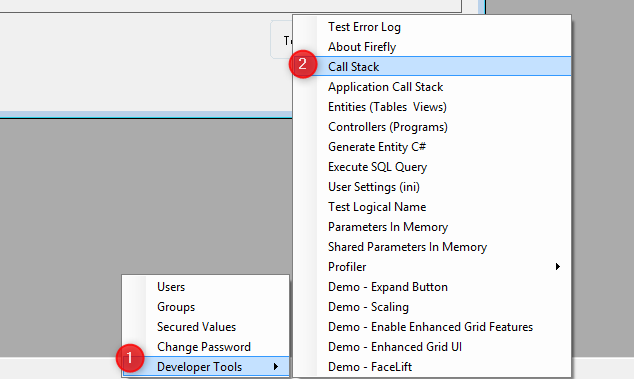 Te
Test Error Log
About Firefly
2
Call Stack
Application Call Stack
Entities (Tables  Views)
Controllers (Programs)
Generate Entity C#
Execute SQL Query
User Settings (ini)
Test Logical Name
Parameters In Memory
Shared Parameters In Memory
Profiler
Demo - Expand Button
Demo - Scaling
Demo - Enable Enhanced Grid Features
Demo - Enhanced Grid UI
Demo - FaceLift
Users
Groups
Secured Values
Change Password
1
Developer Tools